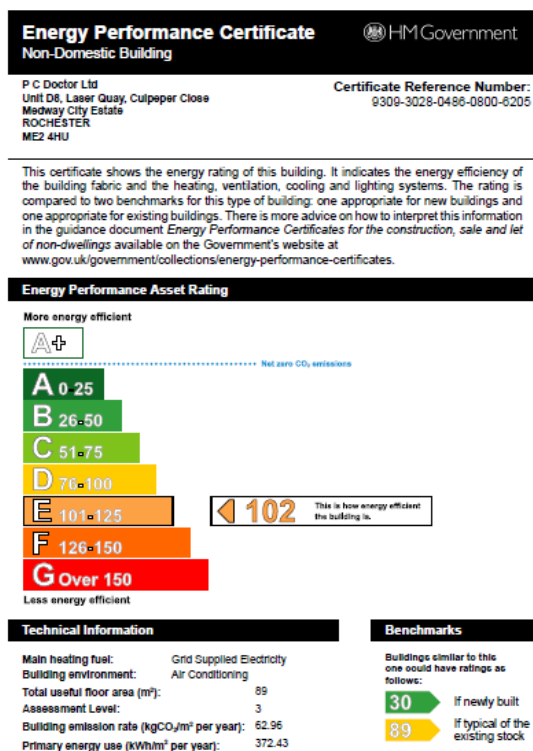 Energy Performance Certificate
HM Government
Non-Domestic Building
P C Doctor Ltd
Unit D8, Laser Quay, Culpeper Close
Medway City Estate
ROCHESTER
ME2 4HU
Certificate Reference Number:
9309-3028-0486-0800-6205
This certificate shows the energy rating of this building. It indicates the energy efficiency of
the building fabric and the heating, ventilation, cooling and lighting systems. The rating is
compared to two benchmarks for this type of building: one appropriate for new buildings and
one appropriate for existing buildings. There is more advice on how to interpret this information
in the guidance document Energy Performance Certificates for the construction, sale and let
of non-dwellings available on the Government's website at
www.gov.uk/government/collections/energy-performance-certificates.
Energy Performance Asset Rating
More energy efficient
A+
Net zero CO₂ emissions
A 0-25
B 26-50
C 51-75
D 76-100
E 101-125
102
This is how energy efficient
the building is.
F 126-150
G Over 150
Less energy efficient
Technical Information
Main heating fuel: Grid Supplied Electricity
Building environment: Air Conditioning
Total useful floor area (m²): 89
Assessment Level: 3
Building emission rate (kgCO₂/m² per year): 62.96
Primary energy use (kWh/m² per year): 372.43
Benchmarks
Buildings similar to this
one could have ratings as
follows:
30 If newly built
89 If typical of the
existing stock